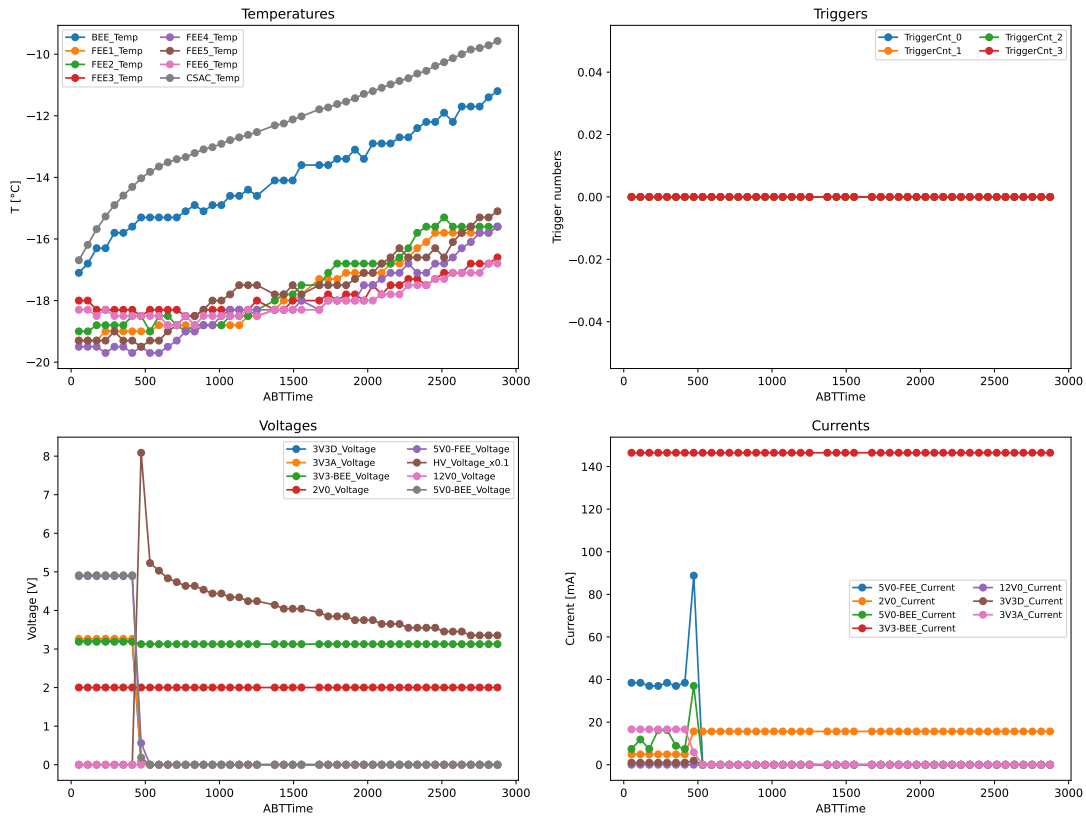 Temperatures
BEE_Temp
FEE1_Temp
FEE2_Temp
FEE3_Temp
FEE4_Temp
FEE5_Temp
FEE6_Temp
CSAC_Temp
T [°C]
−10
−12
−14
−16
−18
−20
0 500 1000 1500 2000 2500 3000
ABTTime
Triggers
TriggerCnt_0
TriggerCnt_1
TriggerCnt_2
TriggerCnt_3
Trigger numbers
0.04
0.02
0.00
−0.02
−0.04
0 500 1000 1500 2000 2500 3000
ABTTime
Voltages
3V3D_Voltage
3V3A_Voltage
3V3-BEE_Voltage
2V0_Voltage
5V0-FEE_Voltage
HV_Voltage_x0.1
12V0_Voltage
5V0-BEE_Voltage
Voltage [V]
8
7
6
5
4
3
2
1
0
0 500 1000 1500 2000 2500 3000
ABTTime
Currents
5V0-FEE_Current
2V0_Current
5V0-BEE_Current
3V3-BEE_Current
12V0_Current
3V3D_Current
3V3A_Current
Current [mA]
140
120
100
80
60
40
20
0
0 500 1000 1500 2000 2500 3000
ABTTime